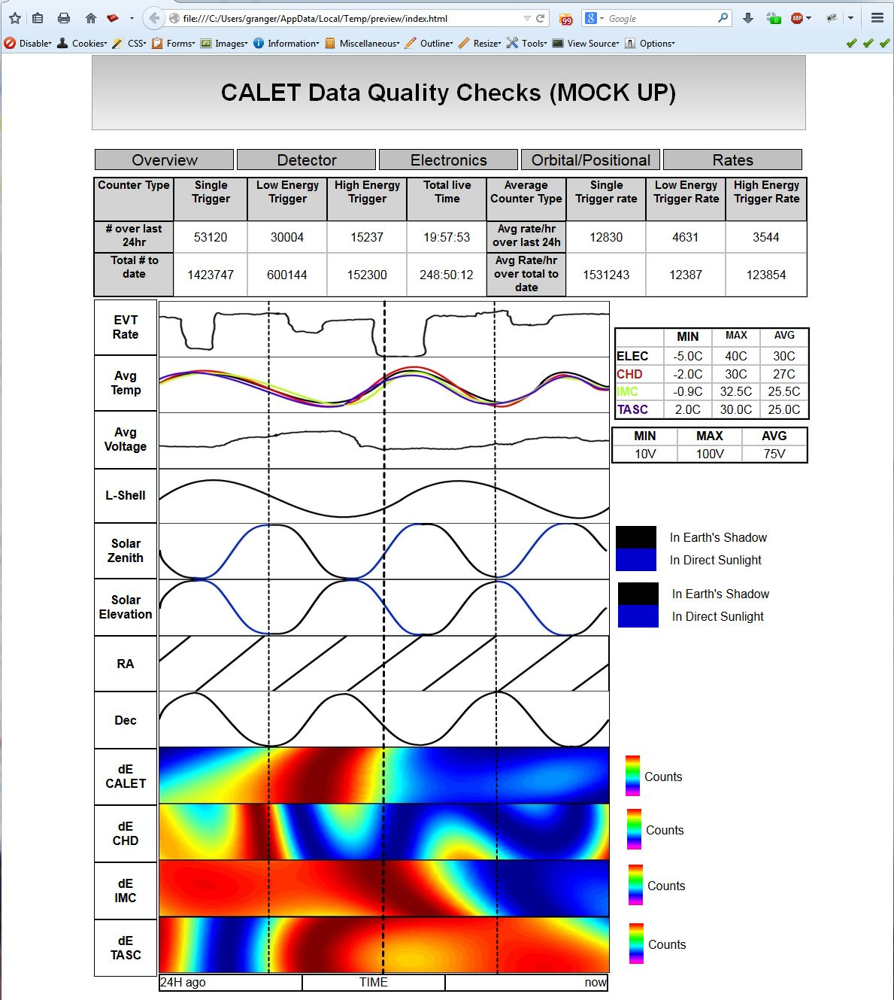 file:///C:/Users/granger/AppData/Local/Temp/preview/index.html
99
8
Google
0
ABP
Disable
Cookies
CSS
Forms
Images
Information
Miscellaneous
Outline
Resize
Tools
View Source
Options
CALET Data Quality Checks (MOCK UP)
Overview
Detector
Electronics
Orbital/Positional
Rates
Counter Type
Single
Trigger
Low Energy
Trigger
High Energy
Trigger
Total live
Time
Average
Counter Type
Single
Trigger rate
Low Energy
Trigger Rate
High Energy
Trigger Rate
# over last
24hr
53120
30004
15237
19:57:53
Avg rate/hr
over last 24h
12830
4631
3544
Total # to
date
1423747
600144
152300
248:50:12
Avg Rate/hr
over total to
date
1531243
12387
123854
EVT
Rate
Avg
Temp
Avg
Voltage
L-Shell
Solar
Zenith
Solar
Elevation
RA
Dec
dE
CALET
dE
CHD
dE
IMC
dE
TASC
MIN MAX AVG
ELEC -5.0C 40C 30C
CHD -2.0C 30C 27C
IMC -0.9C 32.5C 25.5C
TASC 2.0C 30.0C 25.0C
MIN MAX AVG
10V 100V 75V
In Earth's Shadow
In Direct Sunlight
In Earth's Shadow
In Direct Sunlight
Counts
Counts
Counts
Counts
24H ago
TIME
now